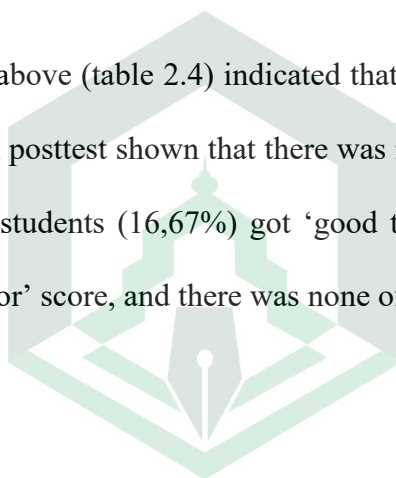 above (table 2.4) indicated that
posttest shown that there was
students (16,67%) got ‘good
or’ score, and there was none